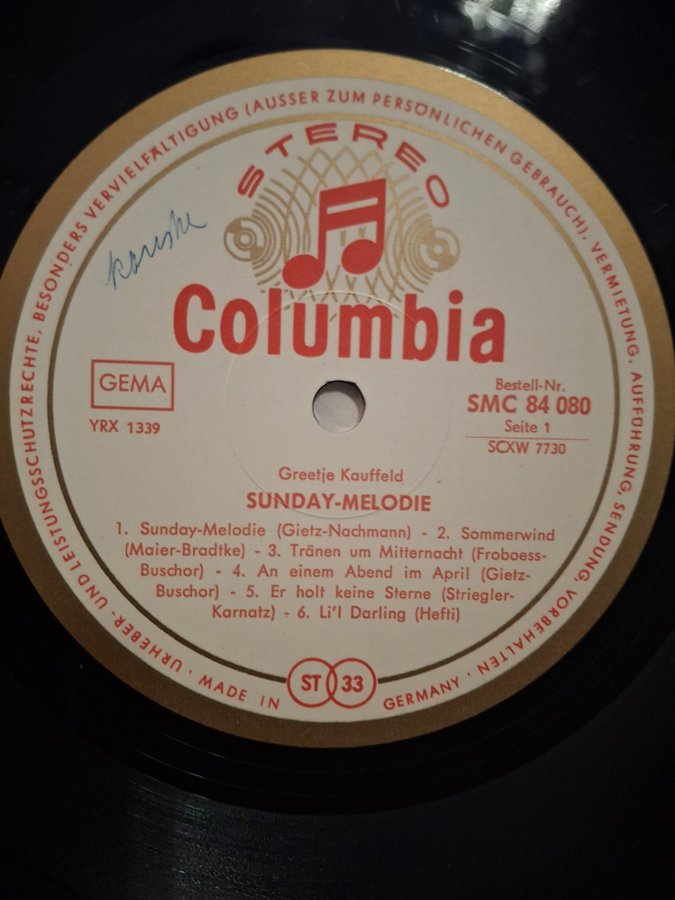 URHEBER- UND LEISTUNGSSCHUTZRECHTE, BESONDERS VERVIELFÄLTIGUNG (AUSSER ZUM PERSÖNLICHEN GEBRAUCH), VERMIETUNG, AUFFÜHRUNG, SENDUNG, VORBEHALTEN ·
STEREO
Columbia
GEMA
YRX 1339
Bestell-Nr.
SMC 84 080
Seite 1
SCXW 7730
Greetje Kauffeld
SUNDAY-MELODIE
1. Sunday-Melodie (Gietz-Nachmann) - 2. Sommerwind
(Maier-Bradtke) - 3. Tränen um Mitternacht (Froboess-
Buschor) - 4. An einem Abend im April (Gietz-
Buschor) - 5. Er holt keine Sterne (Striegler-
Karnatz) - 6. Li'l Darling (Hefti)
· MADE IN GERMANY ·
ST 33